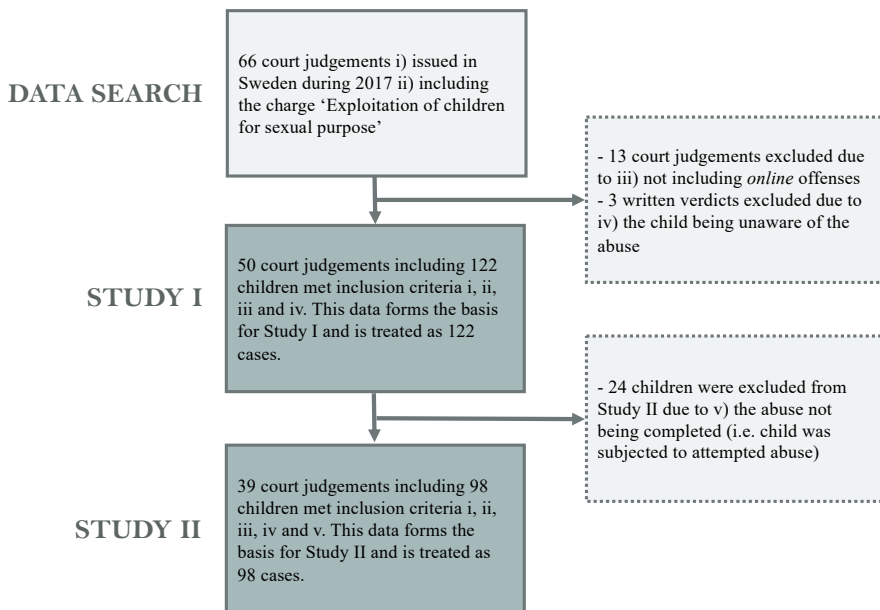 DATA SEARCH
66 court judgements i) issued in
Sweden during 2017 ii) including
the charge ‘Exploitation of children
for sexual purpose’
- 13 court judgements excluded due
to iii) not including online offenses
- 3 written verdicts excluded due to
iv) the child being unaware of the
abuse
STUDY I
50 court judgements including 122
children met inclusion criteria i, ii,
iii and iv. This data forms the basis
for Study I and is treated as 122
cases.
- 24 children were excluded from
Study II due to v) the abuse not
being completed (i.e. child was
subjected to attempted abuse)
STUDY II
39 court judgements including 98
children met inclusion criteria i, ii,
iii, iv and v. This data forms the
basis for Study II and is treated as
98 cases.